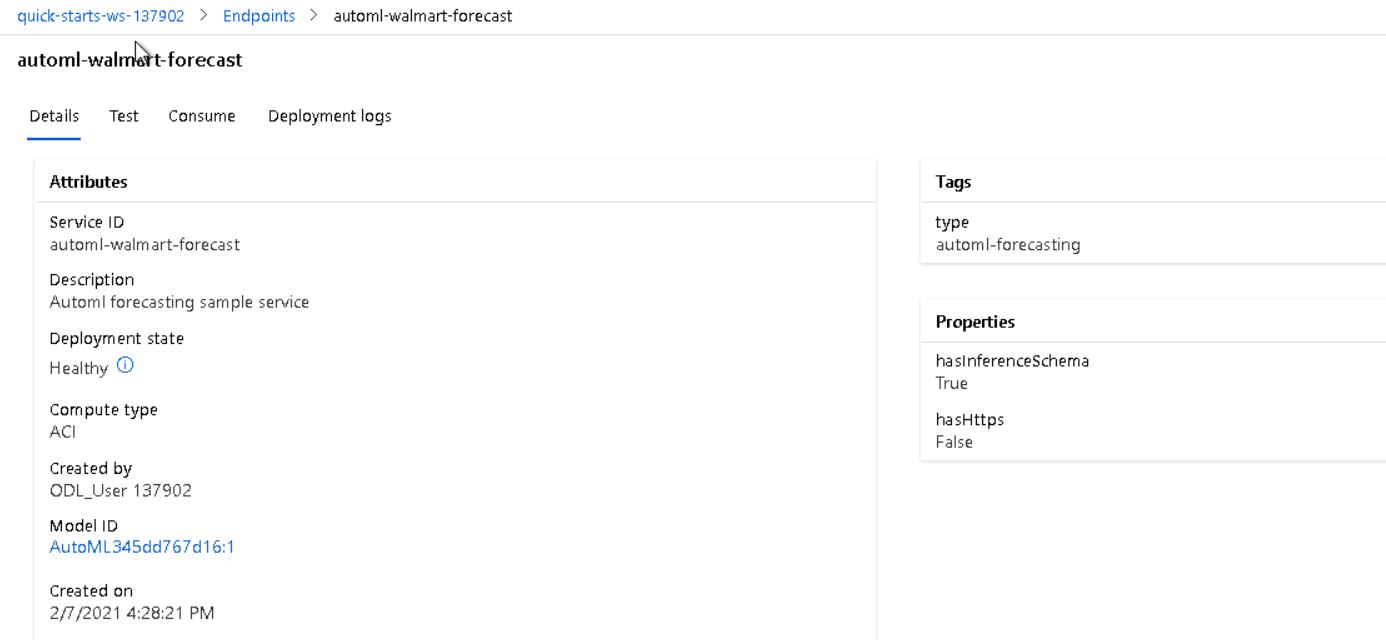 quick-starts-ws-137902 > Endpoints > automl-walmart-forecast
automl-walmart-forecast
Details Test Consume Deployment logs
Attributes
Service ID
automl-walmart-forecast
Description
Automl forecasting sample service
Deployment state
Healthy
Compute type
ACI
Created by
ODL_User 137902
Model ID
AutoML345dd767d16:1
Created on
2/7/2021 4:28:21 PM
Tags
type
automl-forecasting
Properties
hasInferenceSchema
True
hasHttps
False